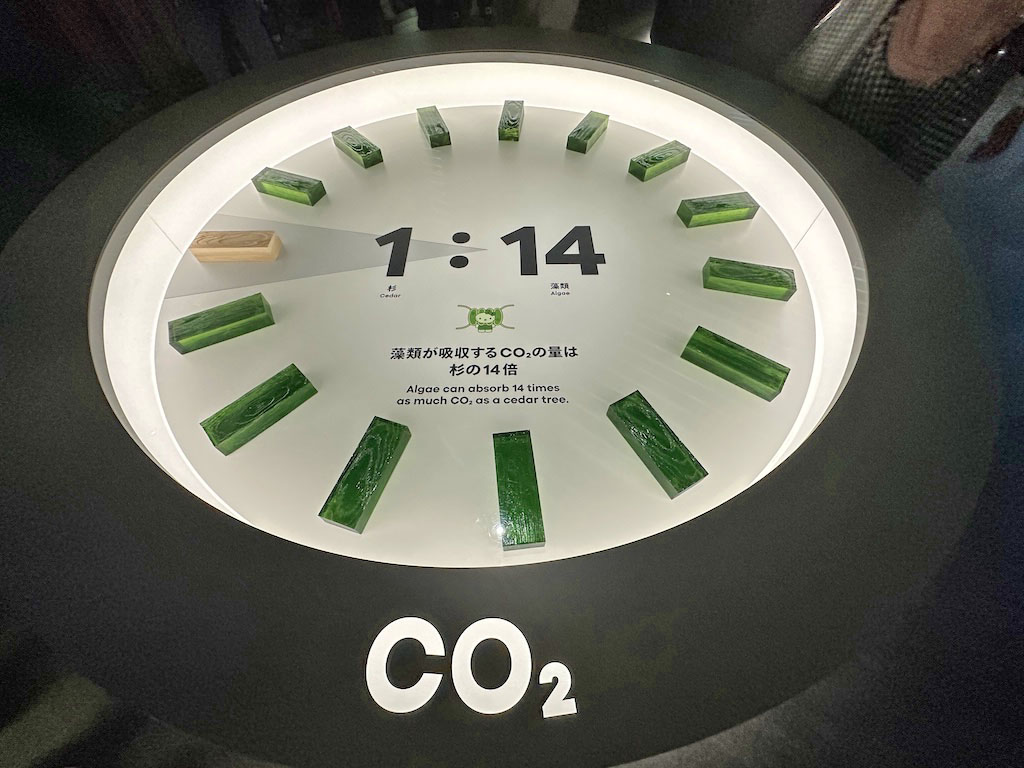 1 : 14
杉
Cedar
藻類
Algae
藻類が吸収するCO₂の量は
杉の14倍
Algae can absorb 14 times
as much CO₂ as a cedar tree.
CO₂